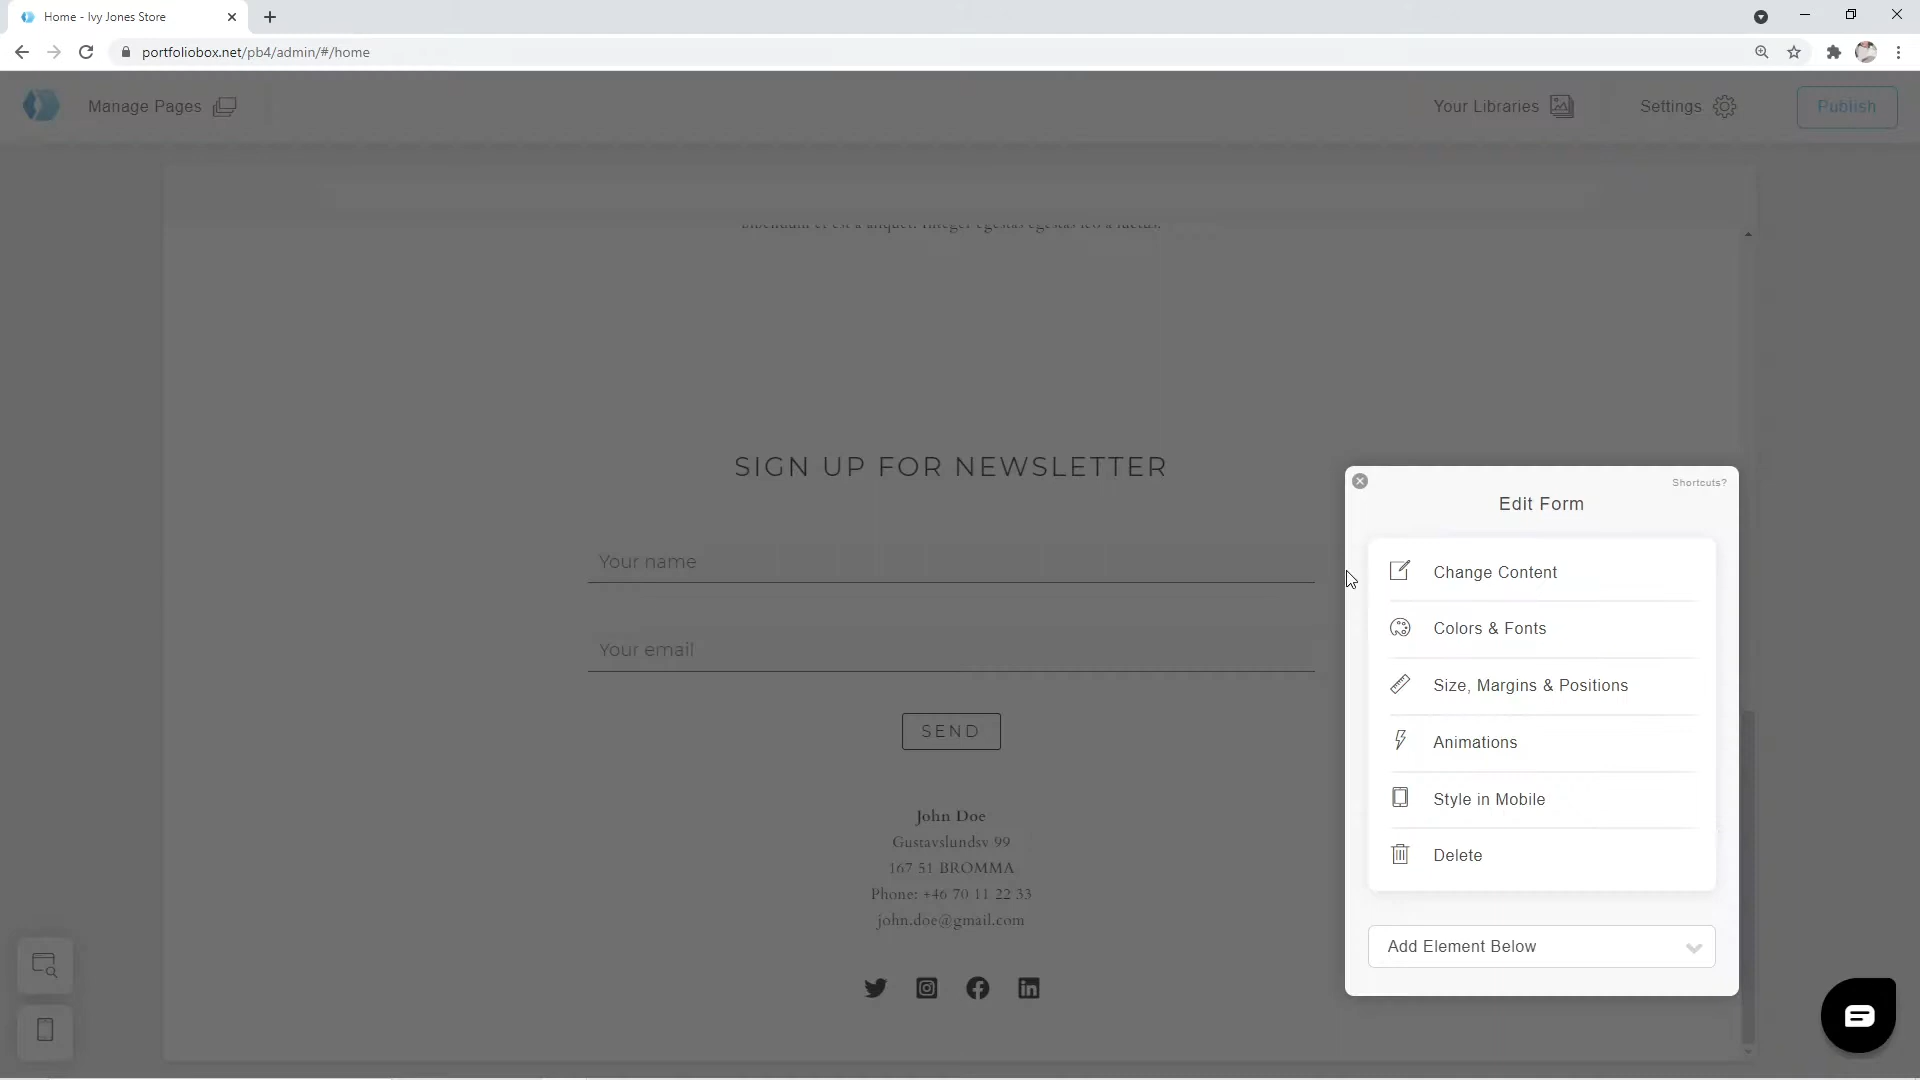 Home - Ivy Jones Store
portfoliobox.net/pb4/admin/#/home
Manage Pages
Your Libraries
Settings
Publish
SIGN UP FOR NEWSLETTER
Your name
Your email
SEND
John Doe
Gustavslundsv 99
167 51 BROMMA
Phone: +46 70 11 22 33
john.doe@gmail.com
Shortcuts?
Edit Form
Change Content
Colors & Fonts
Size, Margins & Positions
Animations
Style in Mobile
Delete
Add Element Below